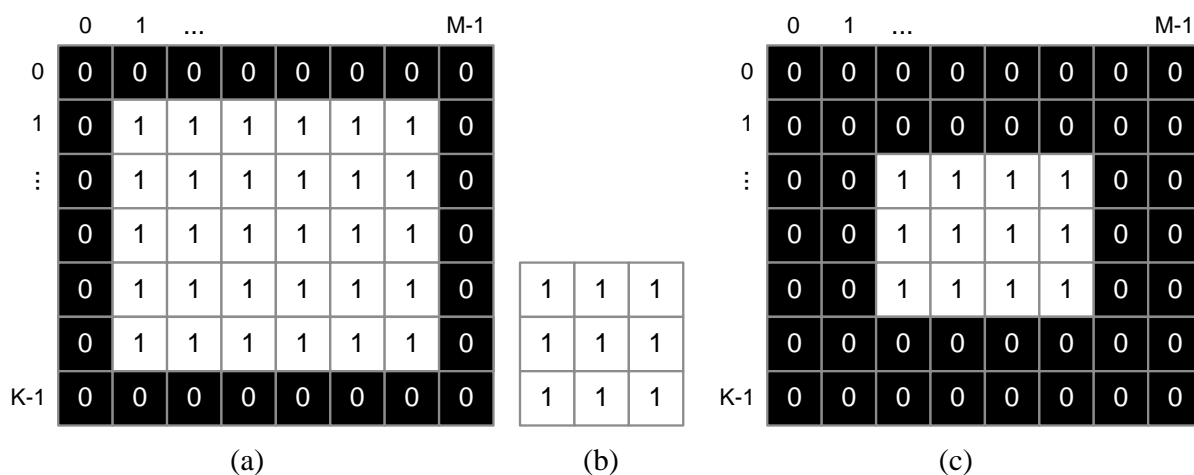 0 1 ... M-1 0 1 ... M-1
0 0 0 0 0 0 0 0 0 0 0 0 0 0 0 0 0 0
1 0 1 1 1 1 1 1 0 1 0 0 0 0 0 0 0 0
⋮ 0 1 1 1 1 1 1 0 ⋮ 0 0 1 1 1 1 0 0
0 1 1 1 1 1 1 0 0 0 1 1 1 1 0 0
0 1 1 1 1 1 1 0 1 1 1 0 0 1 1 1 1 0 0
0 1 1 1 1 1 1 0 1 1 1 0 0 0 0 0 0 0 0
K-1 0 0 0 0 0 0 0 0 1 1 1 K-1 0 0 0 0 0 0 0 0
(a) (b) (c)